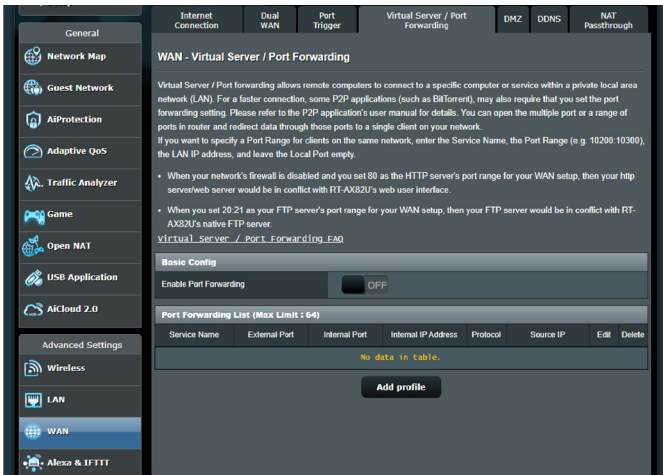 Internet Connection
Dual WAN
Port Trigger
Virtual Server / Port Forwarding
DMZ
DDNS
NAT Passthrough
General
Network Map
Guest Network
AiProtection
Adaptive QoS
Traffic Analyzer
Game
Open NAT
USB Application
AiCloud 2.0
Advanced Settings
Wireless
LAN
WAN
Alexa & IFTTT
WAN - Virtual Server / Port Forwarding
Virtual Server / Port forwarding allows remote computers to connect to a specific computer or service within a private local area
network (LAN). For a faster connection, some P2P applications (such as BitTorrent), may also require that you set the port
forwarding setting. Please refer to the P2P application's user manual for details. You can open the multiple port or a range of
ports in router and redirect data through those ports to a single client on your network.
If you want to specify a Port Range for clients on the same network, enter the Service Name, the Port Range (e.g. 10200:10300),
the LAN IP address, and leave the Local Port empty.
• When your network's firewall is disabled and you set 80 as the HTTP server's port range for your WAN setup, then your http
server/web server would be in conflict with RT-AX82U's web user interface.
• When you set 20:21 as your FTP server's port range for your WAN setup, then your FTP server would be in conflict with RT-
AX82U's native FTP server.
Virtual Server / Port Forwarding FAQ
Basic Config
Enable Port Forwarding OFF
Port Forwarding List (Max Limit : 64)
Service Name External Port Internal Port Internal IP Address Protocol Source IP Edit Delete
No data in table.
Add profile